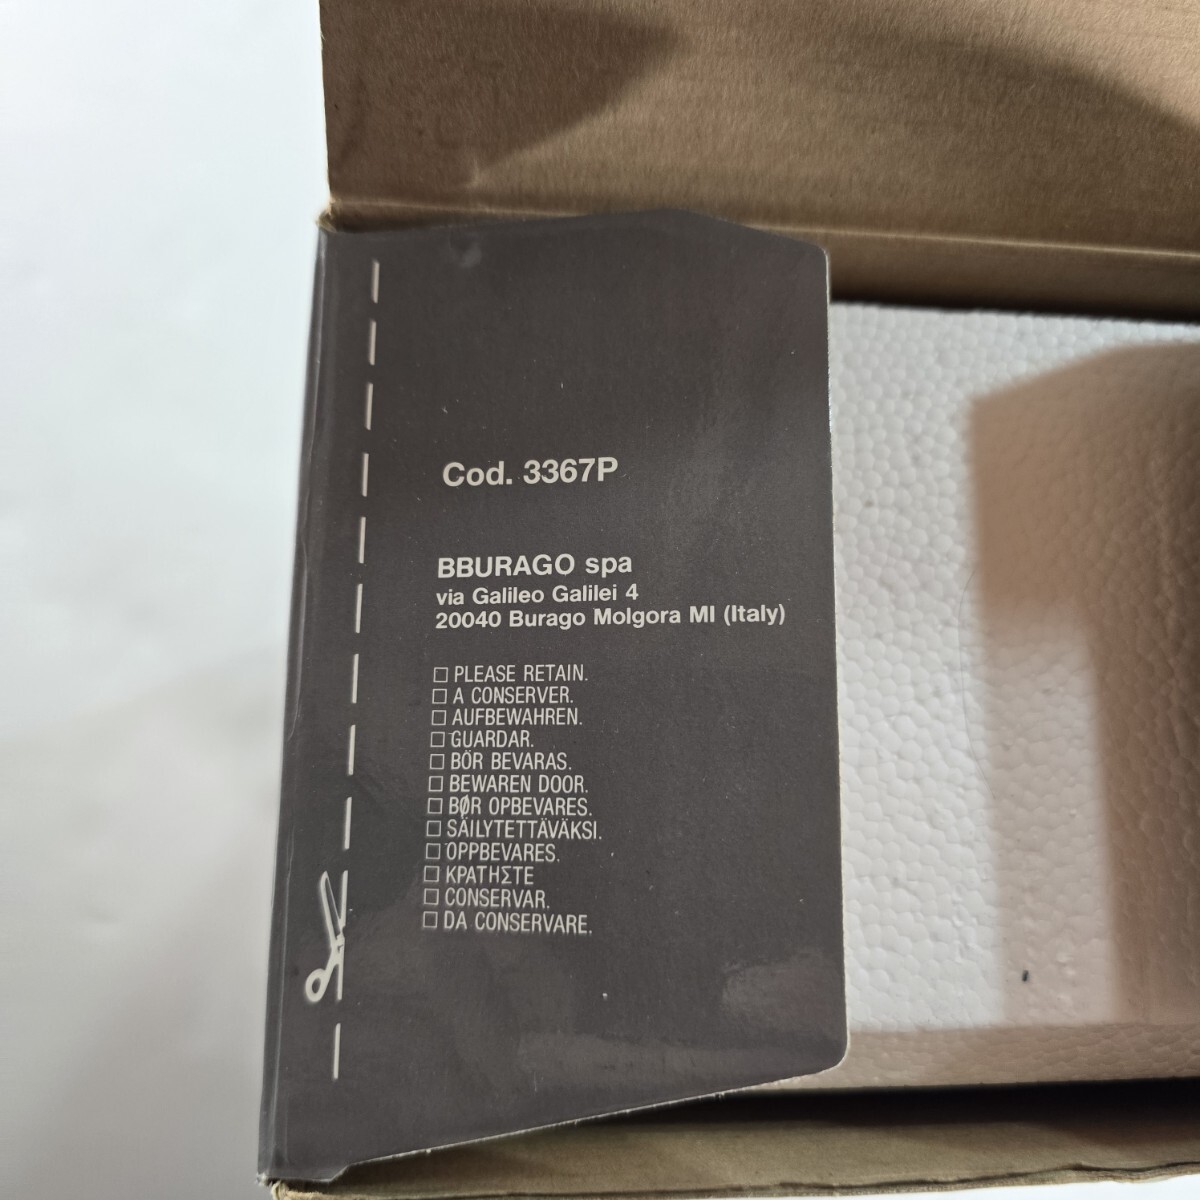 Cod. 3367P
BBURAGO spa
via Galileo Galilei 4
20040 Burago Molgora MI (Italy)
☐ PLEASE RETAIN.
☐ A CONSERVER.
☐ AUFBEWAHREN.
☐ GUARDAR.
☐ BÖR BEVARAS.
☐ BEWAREN DOOR.
☐ BØR OPBEVARES.
☐ SÄILYTETTÄVÄKSI.
☐ OPPBEVARES.
☐ ΚΡΑΤΗΣΤΕ
☐ CONSERVAR.
☐ DA CONSERVARE.